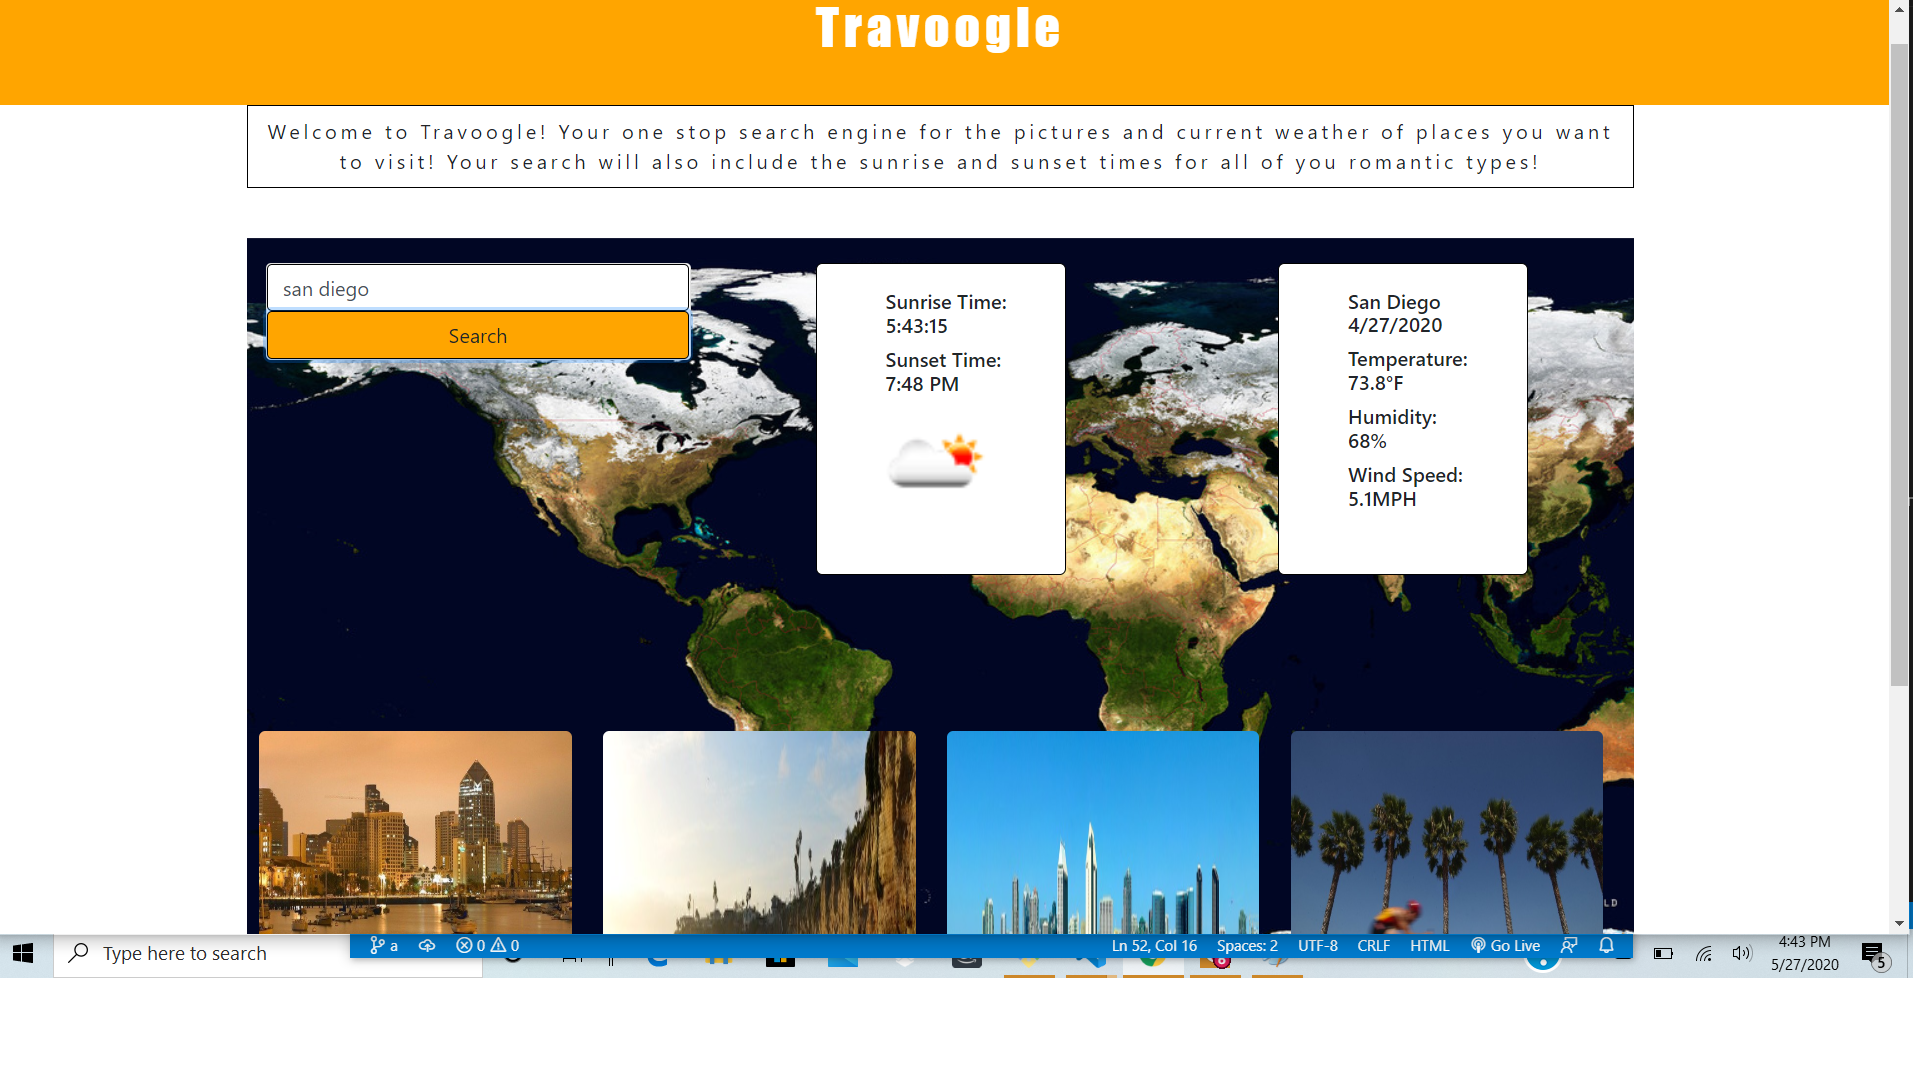 Travoogle
Welcome to Travoogle! Your one stop search engine for the pictures and current weather of places you want
to visit! Your search will also include the sunrise and sunset times for all of you romantic types!
san diego
Search
Sunrise Time:
5:43:15
Sunset Time:
7:48 PM
San Diego
4/27/2020
Temperature:
73.8°F
Humidity:
68%
Wind Speed:
5.1MPH
LD
a
0 0
Ln 52, Col 16 Spaces: 2 UTF-8 CRLF HTML Go Live
Type here to search
8
4:43 PM
5/27/2020
5